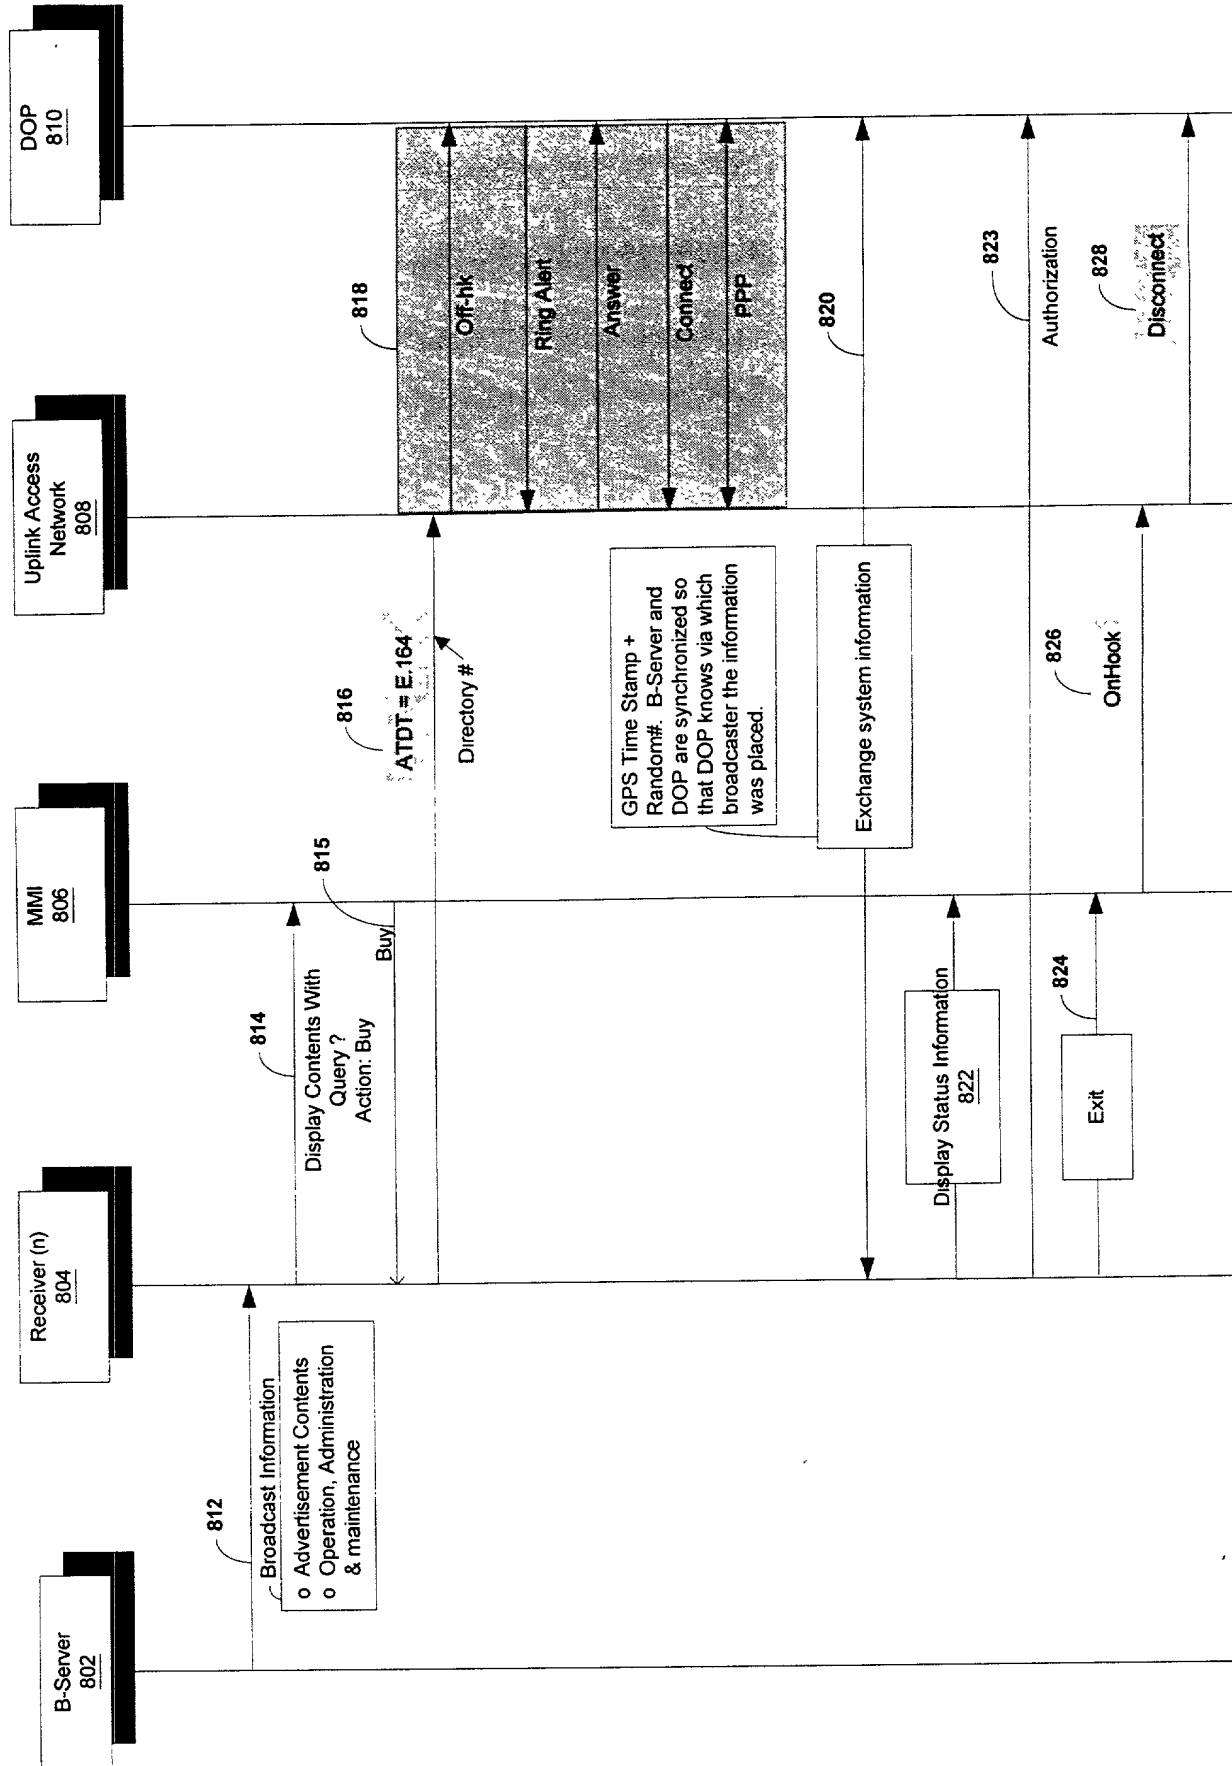 B-Server
802
Receiver (n)
804
MMI
806
Uplink Access
Network
808
DOP
810
812
Broadcast Information
o Advertisement Contents
o Operation, Administration
& maintenance
814
Display Contents With
Query ?
Action: Buy
815
Buy
816
ATDT = E.164
Directory #
818
Off-hk
Ring Alert
Answer
Connect
PPP
GPS Time Stamp +
Random#. B-Server and
DOP are synchronized so
that DOP knows via which
broadcaster the information
was placed.
820
Exchange system information
Display Status Information
822
823
Authorization
824
Exit
826
OnHook
828
Disconnect